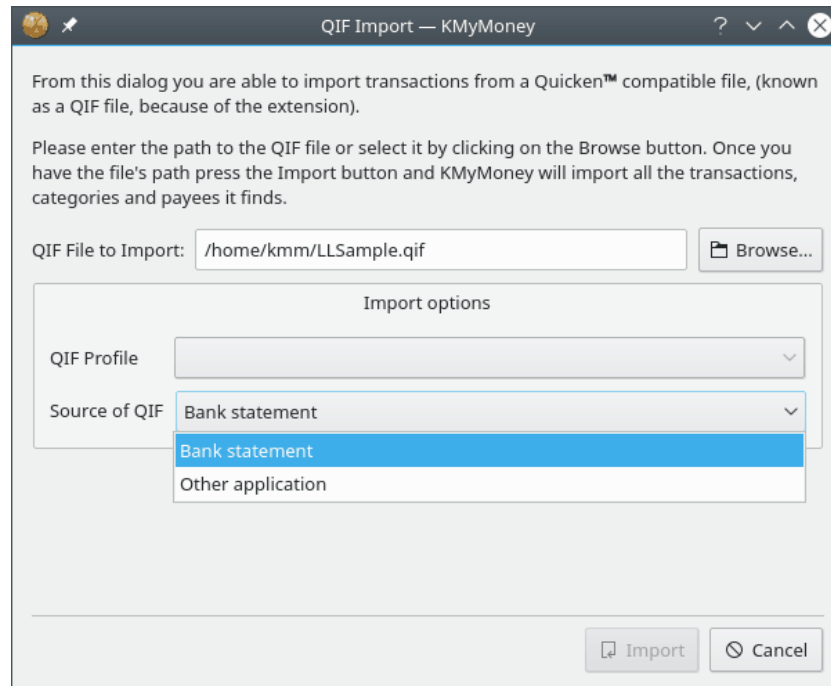 QIF Import — KMyMoney
From this dialog you are able to import transactions from a Quicken™ compatible file, (known
as a QIF file, because of the extension).
Please enter the path to the QIF file or select it by clicking on the Browse button. Once you
have the file's path press the Import button and KMyMoney will import all the transactions,
categories and payees it finds.
QIF File to Import: /home/kmm/LLSample.qif Browse...
Import options
QIF Profile
Source of QIF Bank statement
Bank statement
Other application
Import Cancel